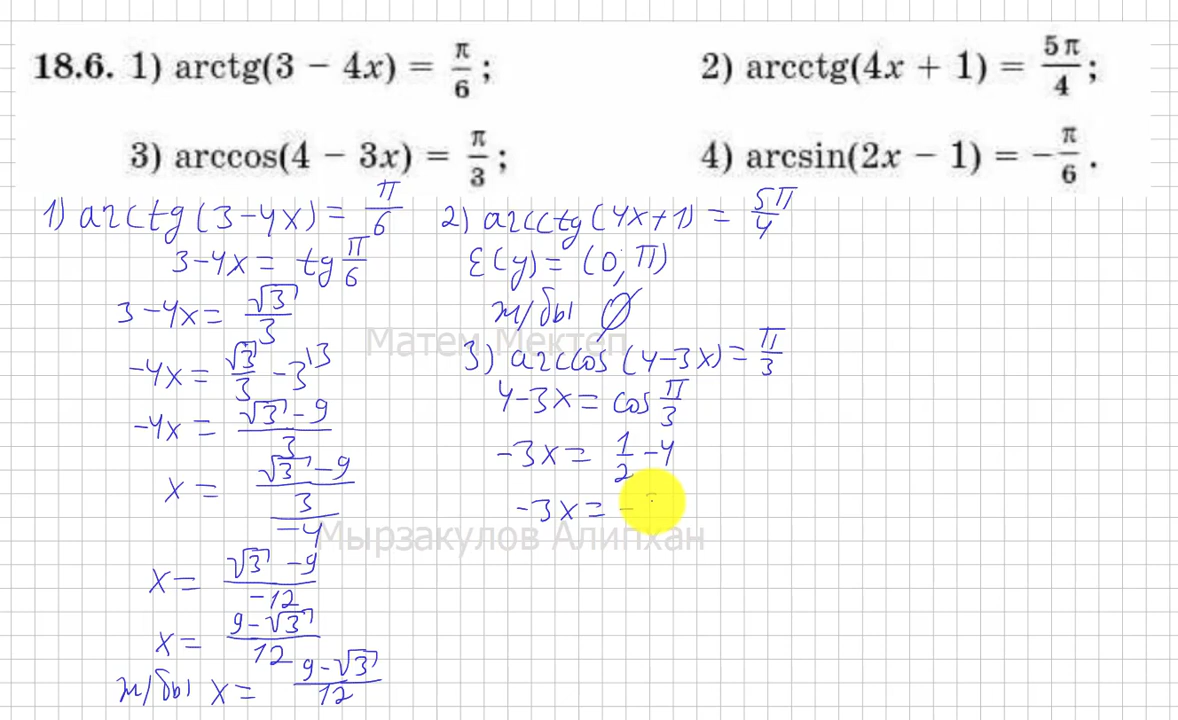 18.6. 1) arctg(3 − 4x) = π/6; 2) arcctg(4x + 1) = 5π/4;
3) arccos(4 − 3x) = π/3; 4) arcsin(2x − 1) = −π/6.
1) arctg(3−4x) = π/6
3−4x = tg π/6
3−4x = √3/3
−4x = √3/3 − 3^(3
−4x = (√3 − 9)/3
x = ((√3 − 9)/3)/(−4)
x = (√3 − 9)/(−12)
x = (9 − √3)/12
ж/бы x = (9 − √3)/12
2) arcctg(4x+1) = 5π/4
E(y) = (0; π)
ж/бы ∅
3) arccos(4−3x) = π/3
4−3x = cos π/3
−3x = 1/2 − 4
−3x = −
Матем Мектеп
Мырзакулов Алипхан